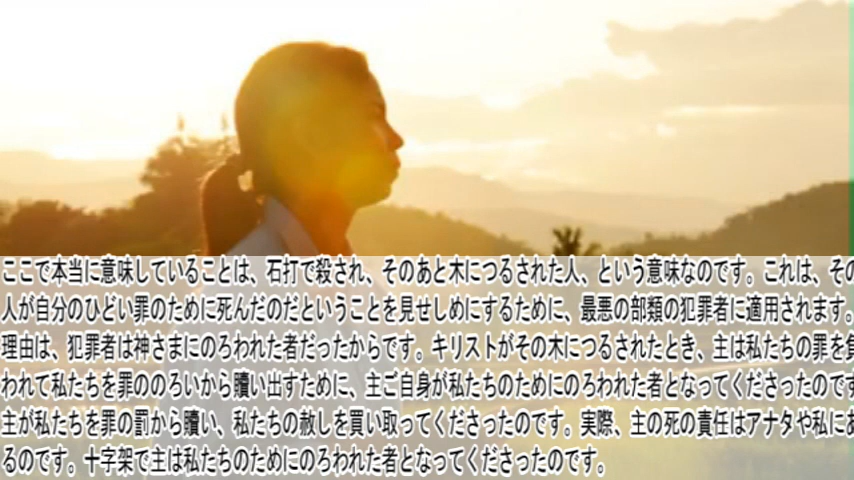 ここで本当に意味していることは、石打で殺され、そのあと木につるされた人、という意味なのです。これは、その
人が自分のひどい罪のために死んだのだということを見せしめにするために、最悪の部類の犯罪者に適用されます。
理由は、犯罪者は神さまにのろわれた者だったからです。キリストがその木につるされたとき、主は私たちの罪を負
われて私たちを罪ののろいから贖い出すために、主ご自身が私たちのためにのろわれた者となってくださったのです
主が私たちを罪の罰から贖い、私たちの赦しを買い取ってくださったのです。実際、主の死の責任はアナタや私にあ
るのです。十字架で主は私たちのためにのろわれた者となってくださったのです。